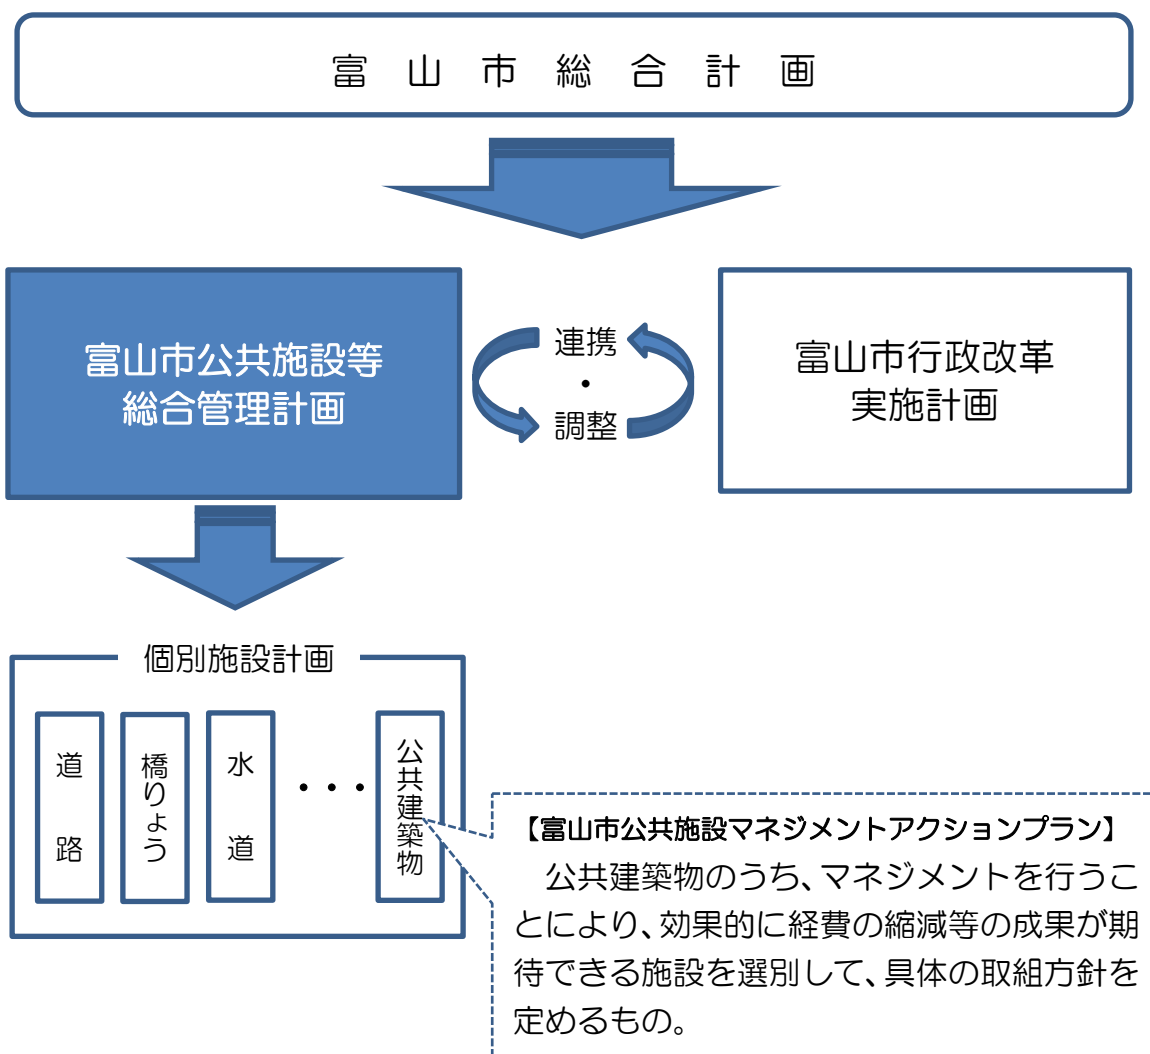 富山市総合計画
富山市公共施設等
総合管理計画
連携
・
調整
富山市行政改革
実施計画
個別施設計画
道路
橋りょう
水道
・・・
公共建築物
【富山市公共施設マネジメントアクションプラン】
公共建築物のうち、マネジメントを行うこ
とにより、効果的に経費の縮減等の成果が期
待できる施設を選別して、具体の取組方針を
定めるもの。